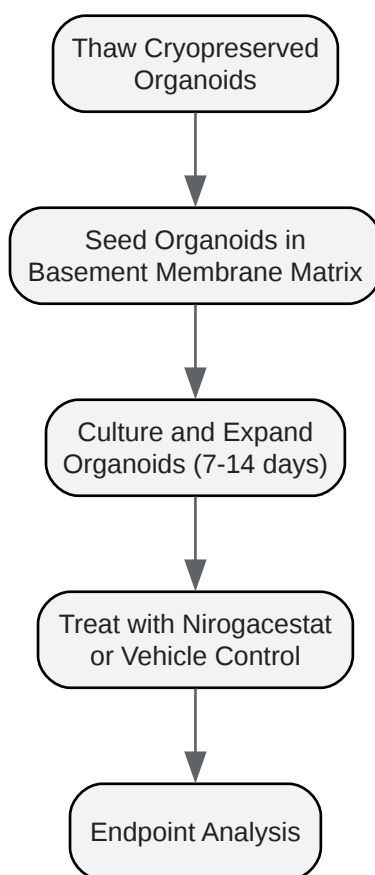 Thaw Cryopreserved
Organoids
Seed Organoids in
Basement Membrane Matrix
Culture and Expand
Organoids (7-14 days)
Treat with Nirogacestat
or Vehicle Control
Endpoint Analysis